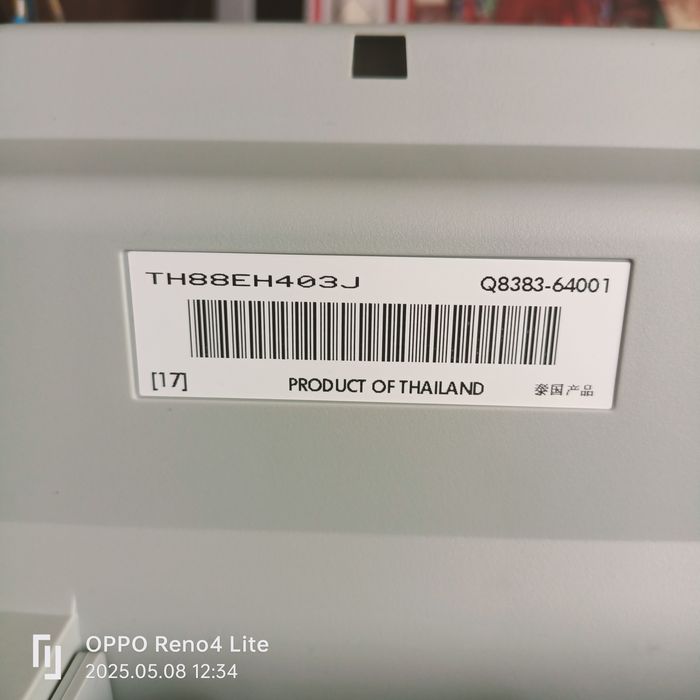 TH88EH403J Q8383-64001
[17] PRODUCT OF THAILAND 泰国产品
OPPO Reno4 Lite
2025.05.08 12:34